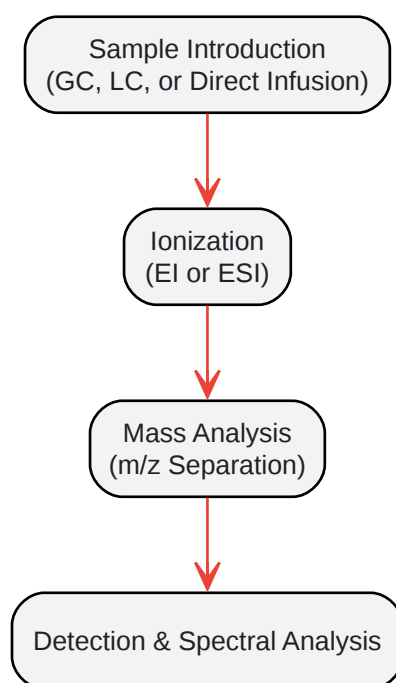 Sample Introduction
(GC, LC, or Direct Infusion)
Ionization
(EI or ESI)
Mass Analysis
(m/z Separation)
Detection & Spectral Analysis